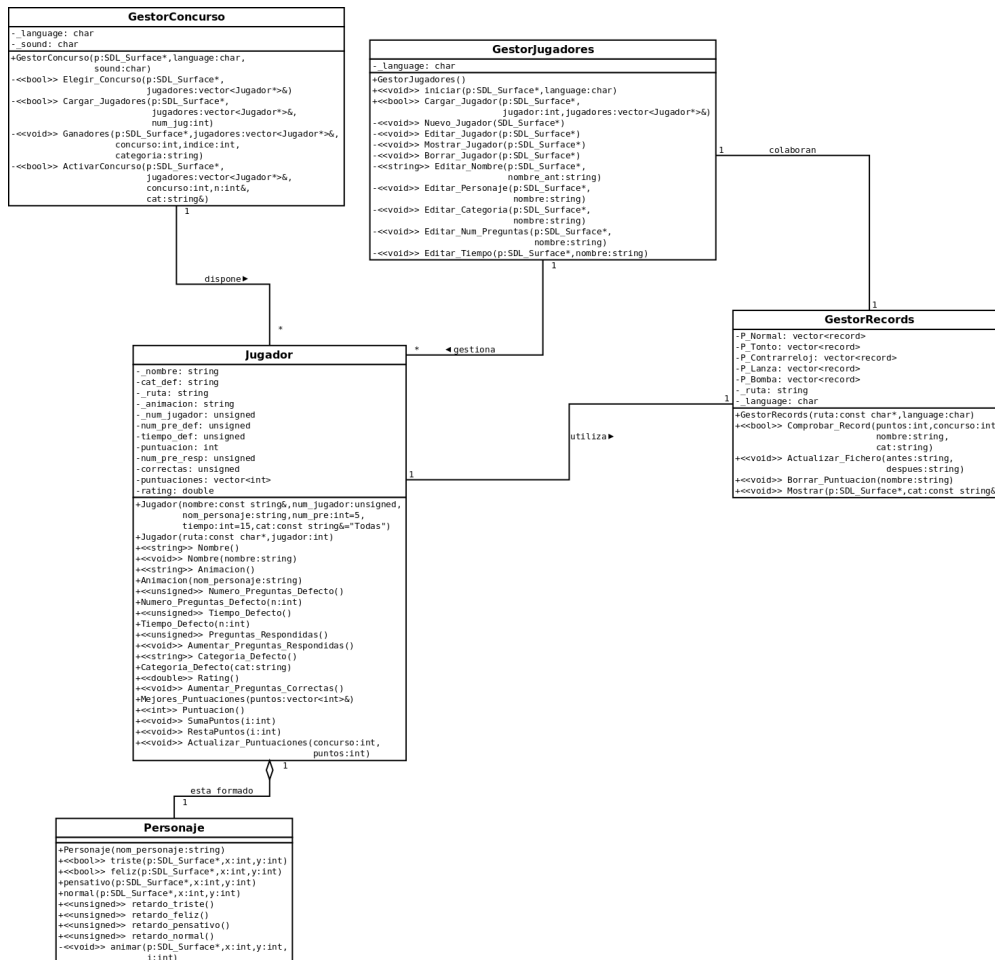 GestorConcurso
-_language: char
-_sound: char
+GestorConcurso(p:SDL_Surface*,language:char,
sound:char)
-<<bool>> Elegir_Concurso(p:SDL_Surface*,
jugadores:vector<Jugador*>&)
-<<bool>> Cargar_Jugadores(p:SDL_Surface*,
jugadores:vector<Jugador*>&,
num_jug:int)
-<<void>> Ganadores(p:SDL_Surface*,jugadores:vector<Jugador*>&,
concurso:int,indice:int,
categoria:string)
-<<bool>> ActivarConcurso(p:SDL_Surface*,
jugadores:vector<Jugador*>&,
concurso:int,n:int&,
cat:string&)
1
dispone►
*
GestorJugadores
-_language: char
+GestorJugadores()
+<<void>> iniciar(p:SDL_Surface*,language:char)
+<<bool>> Cargar_Jugador(p:SDL_Surface*,
jugador:int,jugadores:vector<Jugador*>&)
-<<void>> Nuevo_Jugador(SDL_Surface*)
-<<void>> Editar_Jugador(p:SDL_Surface*)
-<<void>> Mostrar_Jugador(p:SDL_Surface*)
-<<void>> Borrar_Jugador(p:SDL_Surface*)
-<<string>> Editar_Nombre(p:SDL_Surface*,
nombre_ant:string)
-<<void>> Editar_Personaje(p:SDL_Surface*,
nombre:string)
-<<void>> Editar_Categoria(p:SDL_Surface*,
nombre:string)
-<<void>> Editar_Num_Preguntas(p:SDL_Surface*,
nombre:string)
-<<void>> Editar_Tiempo(p:SDL_Surface*,nombre:string)
1
colaboran
1
1
◄gestiona
*
GestorRecords
-P_Normal: vector<record>
-P_Tonto: vector<record>
-P_Contrarreloj: vector<record>
-P_Lanza: vector<record>
-P_Bomba: vector<record>
-_ruta: string
-_language: char
+GestorRecords(ruta:const char*,language:char)
+<<bool>> Comprobar_Record(puntos:int,concurso:int
nombre:string,
cat:string)
+<<void>> Actualizar_Fichero(antes:string,
despues:string)
+<<void>> Borrar_Puntuacion(nombre:string)
+<<void>> Mostrar(p:SDL_Surface*,cat:const string&
1
utiliza►
1
Jugador
-_nombre: string
-cat_def: string
-_ruta: string
-_animacion: string
-_num_jugador: unsigned
-num_pre_def: unsigned
-tiempo_def: unsigned
-puntuacion: int
-num_pre_resp: unsigned
-correctas: unsigned
-puntuaciones: vector<int>
-rating: double
+Jugador(nombre:const string&,num_jugador:unsigned,
nom_personaje:string,num_pre:int=5,
tiempo:int=15,cat:const string&="Todas")
+Jugador(ruta:const char*,jugador:int)
+<<string>> Nombre()
+<<void>> Nombre(nombre:string)
+<<string>> Animacion()
+Animacion(nom_personaje:string)
+<<unsigned>> Numero_Preguntas_Defecto()
+Numero_Preguntas_Defecto(n:int)
+<<unsigned>> Tiempo_Defecto()
+Tiempo_Defecto(n:int)
+<<unsigned>> Preguntas_Respondidas()
+<<void>> Aumentar_Preguntas_Respondidas()
+<<string>> Categoria_Defecto()
+Categoria_Defecto(cat:string)
+<<double>> Rating()
+<<void>> Aumentar_Preguntas_Correctas()
+Mejores_Puntuaciones(puntos:vector<int>&)
+<<int>> Puntuacion()
+<<void>> SumaPuntos(i:int)
+<<void>> RestaPuntos(i:int)
+<<void>> Actualizar_Puntuaciones(concurso:int,
puntos:int)
1
esta formado
1
Personaje
+Personaje(nom_personaje:string)
+<<bool>> triste(p:SDL_Surface*,x:int,y:int)
+<<bool>> feliz(p:SDL_Surface*,x:int,y:int)
+pensativo(p:SDL_Surface*,x:int,y:int)
+normal(p:SDL_Surface*,x:int,y:int)
+<<unsigned>> retardo_triste()
+<<unsigned>> retardo_feliz()
+<<unsigned>> retardo_pensativo()
+<<unsigned>> retardo_normal()
-<<void>> animar(p:SDL_Surface*,x:int,y:int,
i:int)